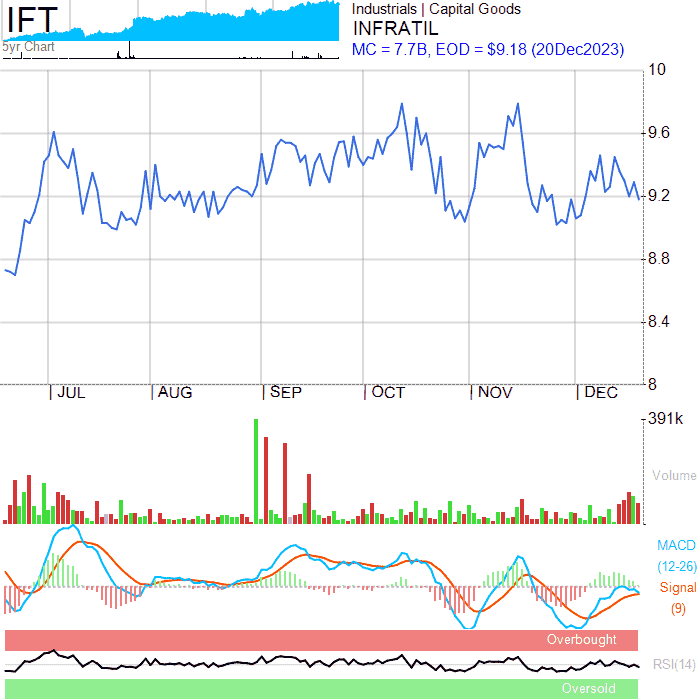 IFT
5yr Chart
Industrials | Capital Goods
INFRATIL
MC = 7.7B, EOD = $9.18 (20Dec2023)
10
9.6
9.2
8.8
8.4
8
JUL AUG SEP OCT NOV DEC
391k
Volume
MACD
(12-26)
Signal
(9)
Overbought
RSI(14)
Oversold